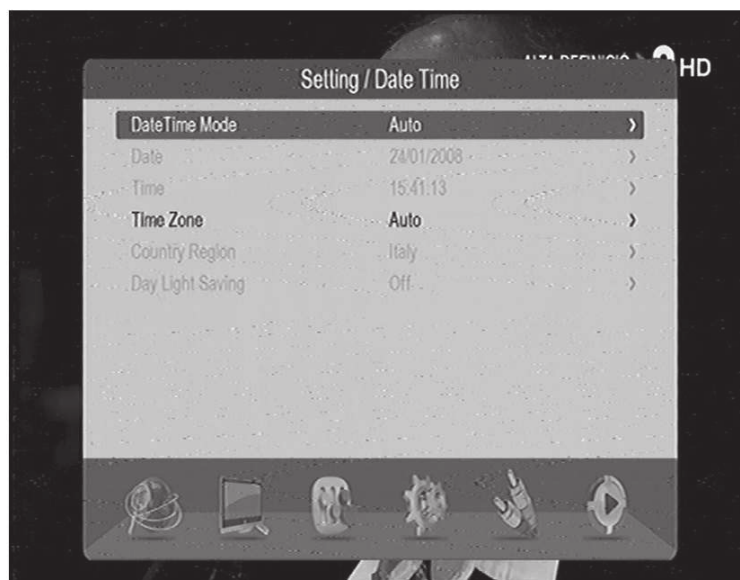 HD
Setting / Date Time
DateTime Mode Auto
Date 24/01/2008
Time 15:41:13
Time Zone Auto
Country Region Italy
Day Light Saving Off